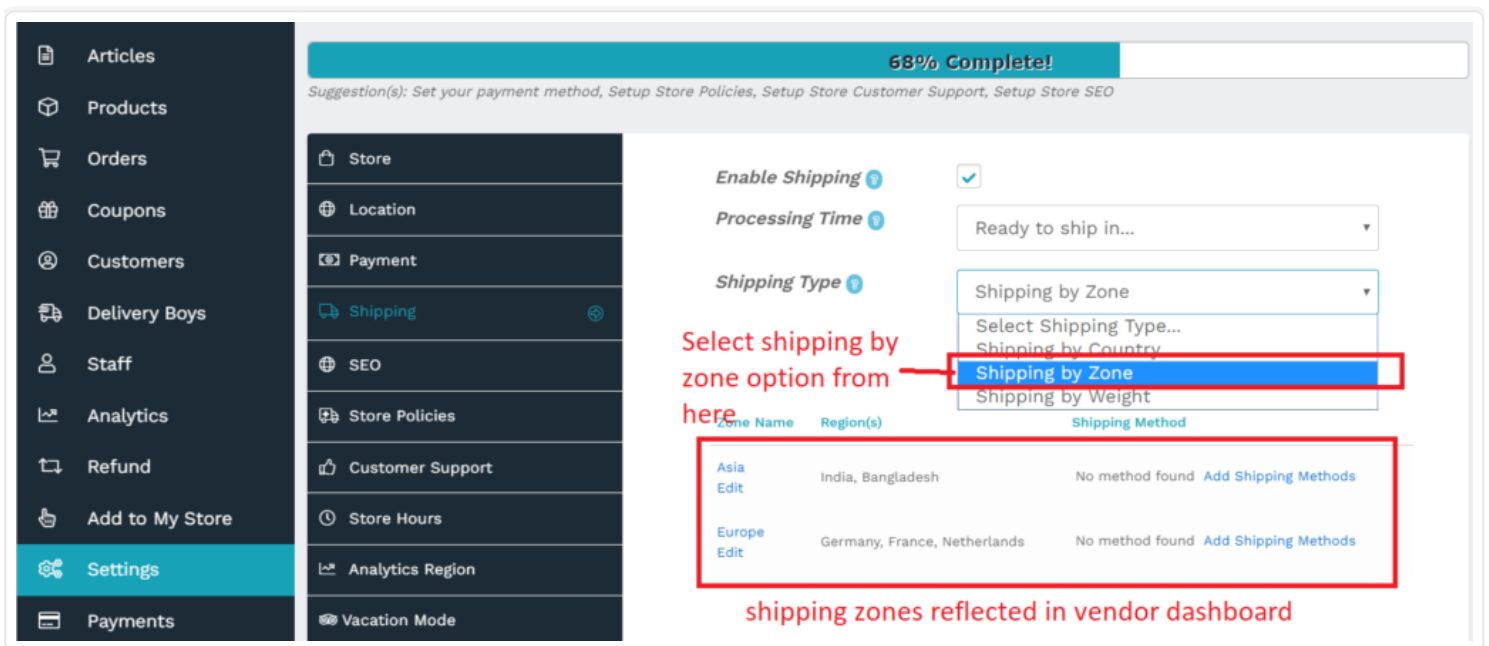 Articles
Products
Orders
Coupons
Customers
Delivery Boys
Staff
Analytics
Refund
Add to My Store
Settings
Payments
68% Complete!
Suggestion(s): Set your payment method, Setup Store Policies, Setup Store Customer Support, Setup Store SEO
Store
Location
Payment
Shipping
SEO
Store Policies
Customer Support
Store Hours
Analytics Region
Vacation Mode
Enable Shipping
Processing Time
Ready to ship in...
Shipping Type
Shipping by Zone
Select Shipping Type...
Shipping by Country
Shipping by Zone
Shipping by Weight
Select shipping by
zone option from
here
Zone Name Region(s) Shipping Method
Asia
Edit
India, Bangladesh
No method found Add Shipping Methods
Europe
Edit
Germany, France, Netherlands
No method found Add Shipping Methods
shipping zones reflected in vendor dashboard